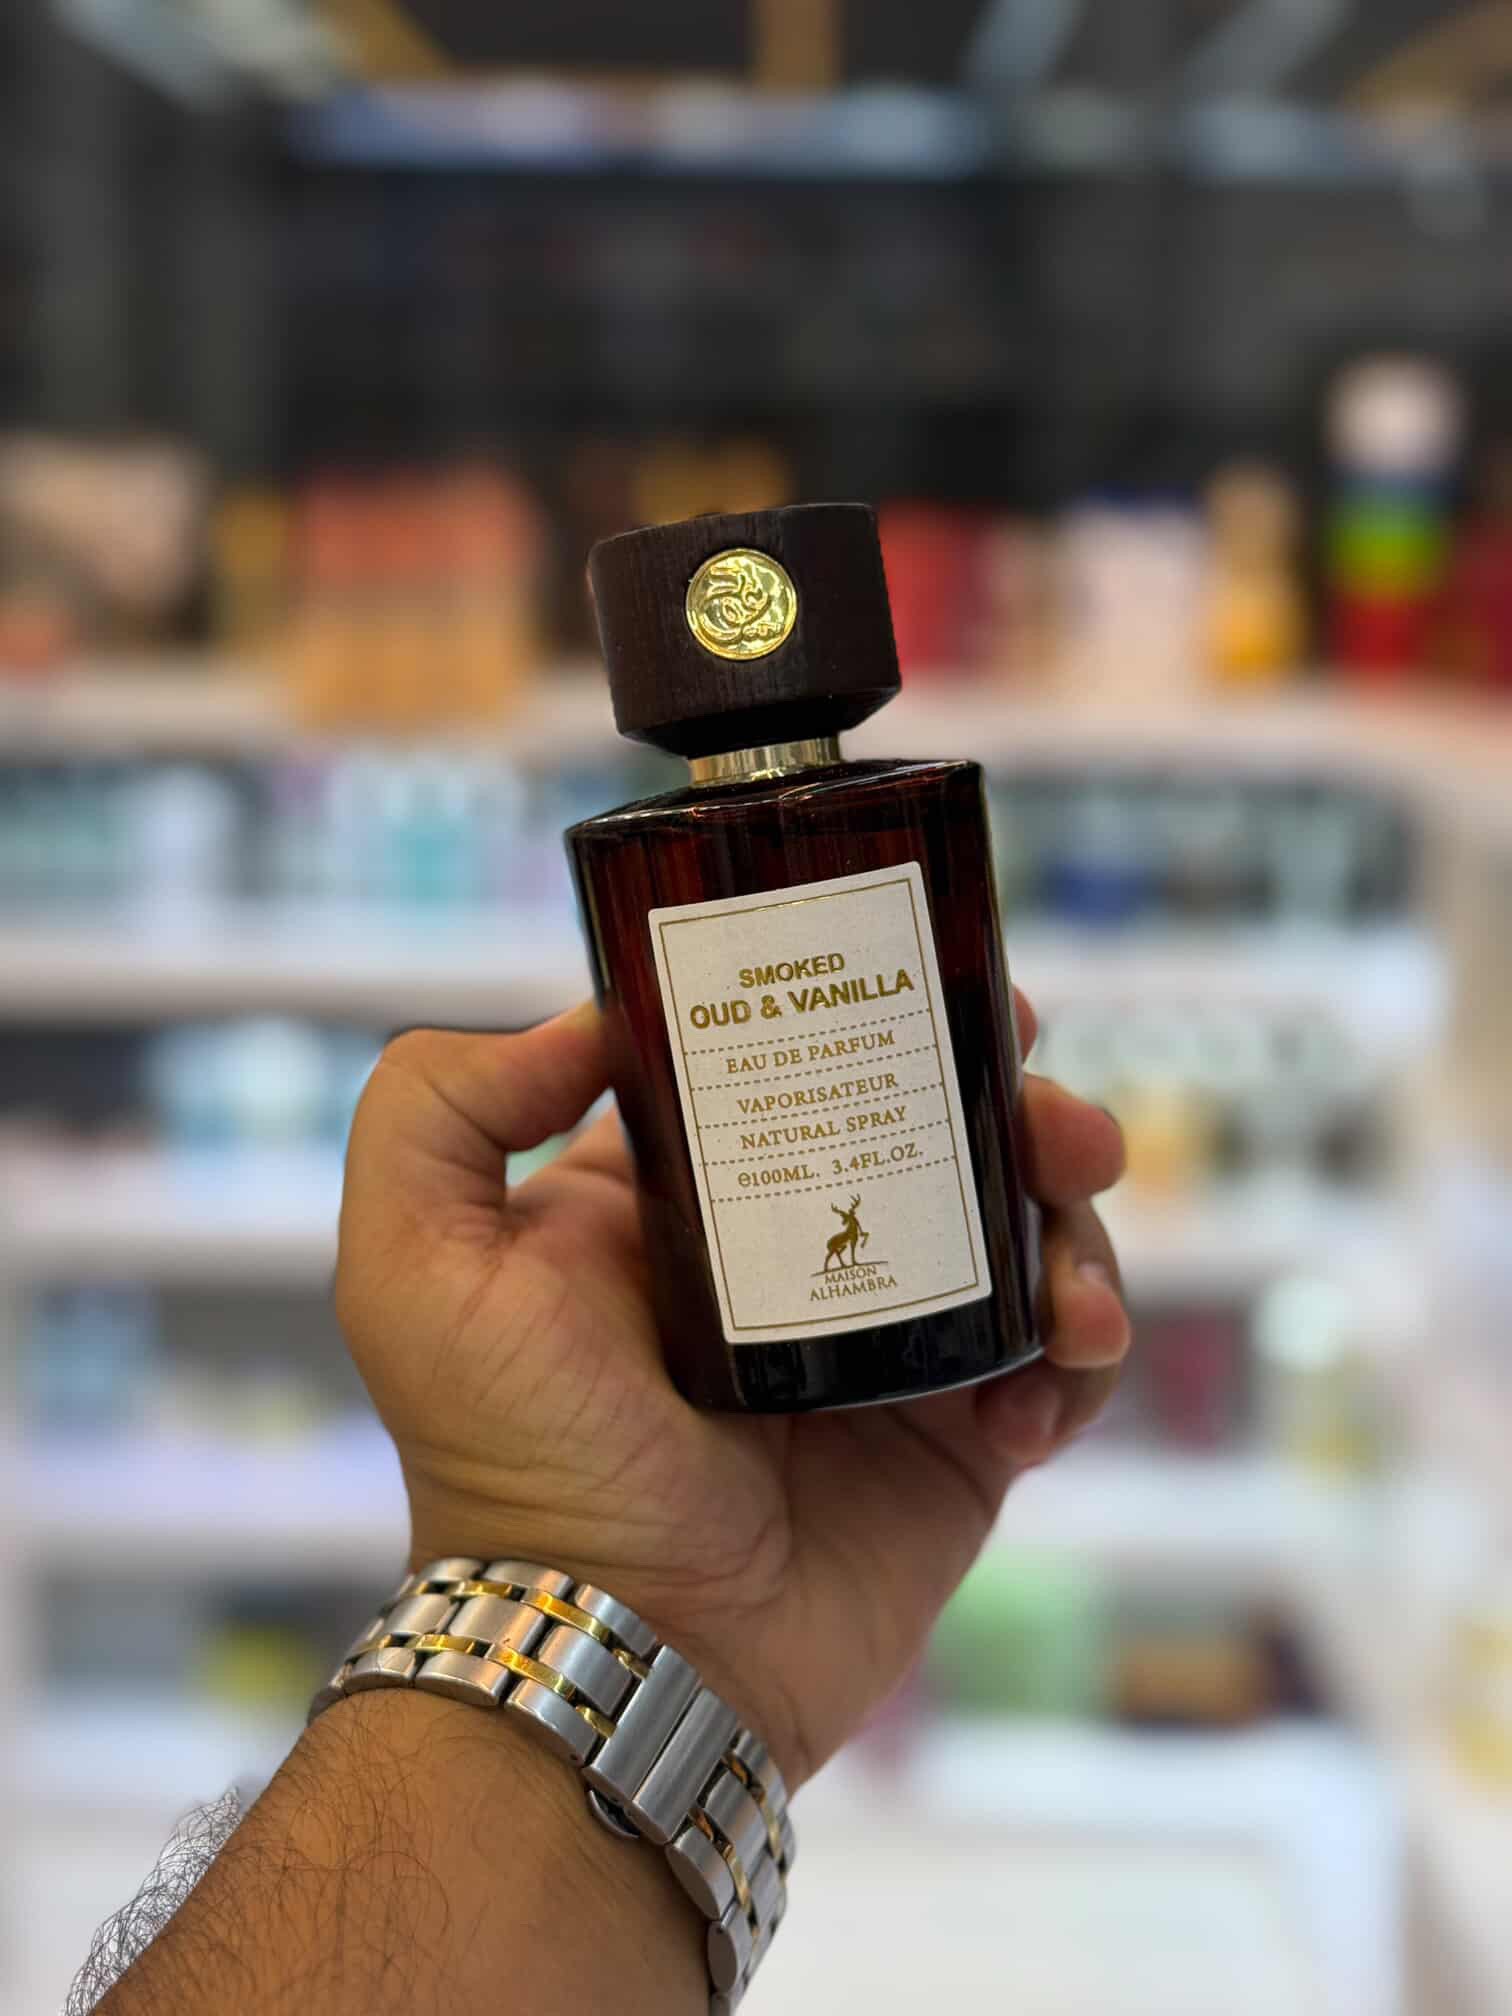 SMOKED
OUD & VANILLA
EAU DE PARFUM
VAPORISATEUR
NATURAL SPRAY
℮100ML. 3.4FL.OZ.
MAISON
ALHAMBRA